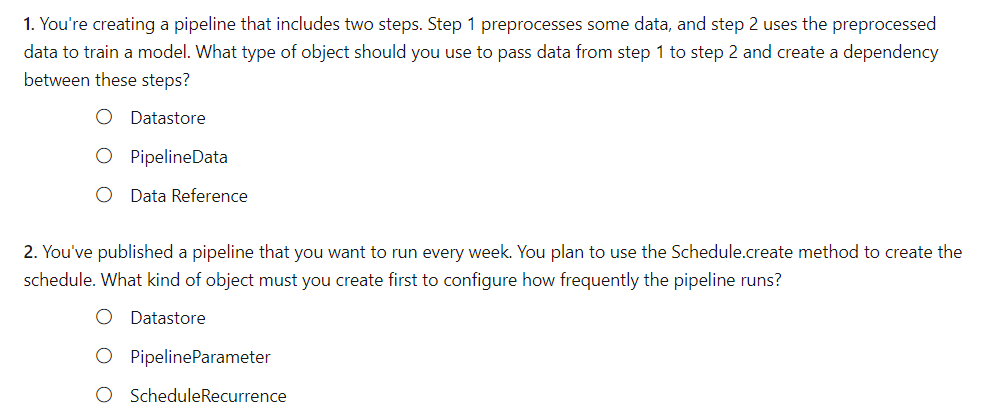 1. You're creating a pipeline that includes two steps. Step 1 preprocesses some data, and step 2 uses the preprocessed
data to train a model. What type of object should you use to pass data from step 1 to step 2 and create a dependency
between these steps?
Datastore
PipelineData
Data Reference
2. You've published a pipeline that you want to run every week. You plan to use the Schedule.create method to create the
schedule. What kind of object must you create first to configure how frequently the pipeline runs?
Datastore
PipelineParameter
ScheduleRecurrence